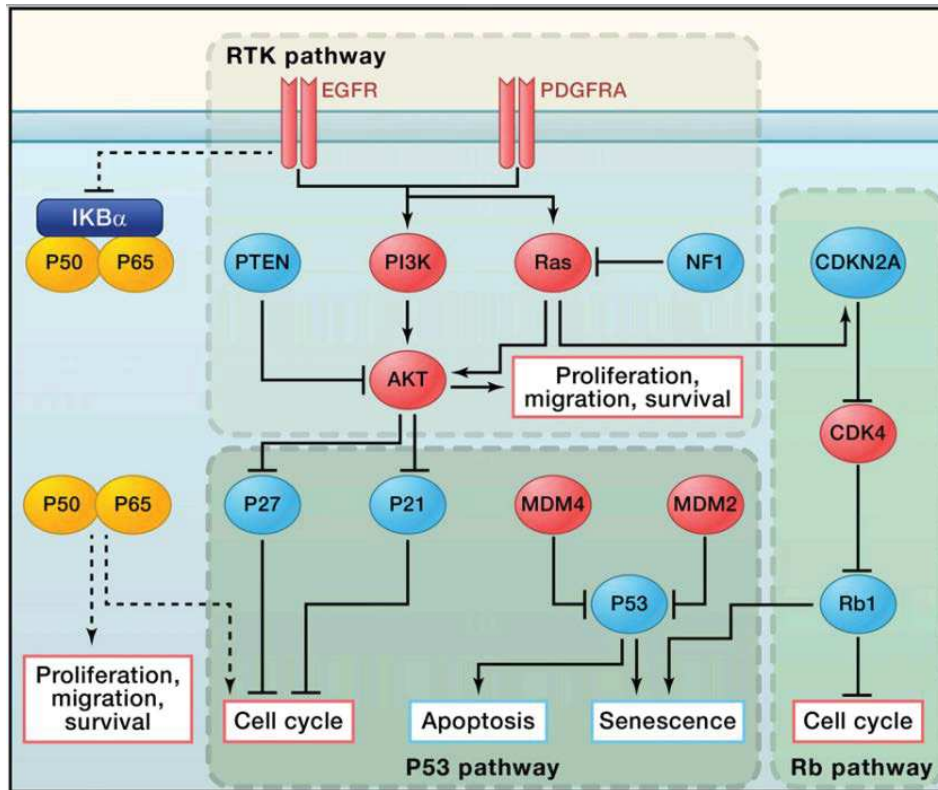 RTK pathway
EGFR
PDGFRA
IKBα
P50
P65
PTEN
PI3K
Ras
NF1
CDKN2A
AKT
Proliferation,
migration, survival
CDK4
P50
P65
P27
P21
MDM4
MDM2
P53
Rb1
Proliferation,
migration,
survival
Cell cycle
Apoptosis
Senescence
Cell cycle
P53 pathway
Rb pathway